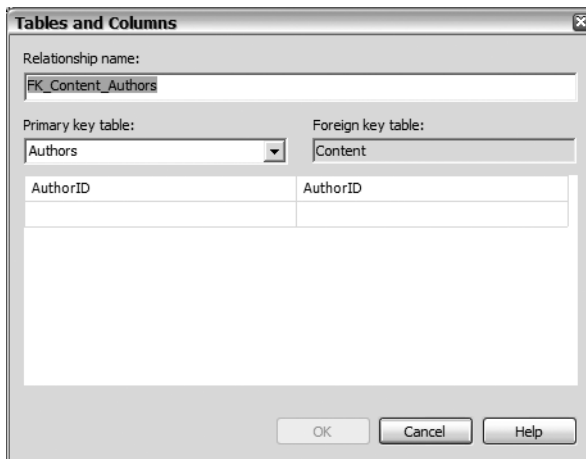 Tables and Columns
Relationship name:
FK_Content_Authors
Primary key table:
Foreign key table:
Authors
Content
AuthorID
AuthorID
OK
Cancel
Help